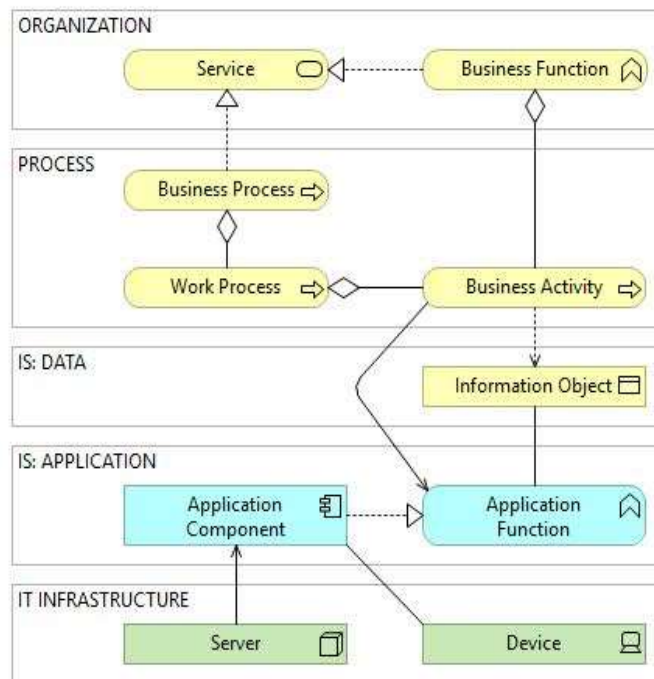 ORGANIZATION
Service
Business Function
PROCESS
Business Process
Work Process
Business Activity
IS: DATA
Information Object
IS: APPLICATION
Application
Component
Application
Function
IT INFRASTRUCTURE
Server
Device